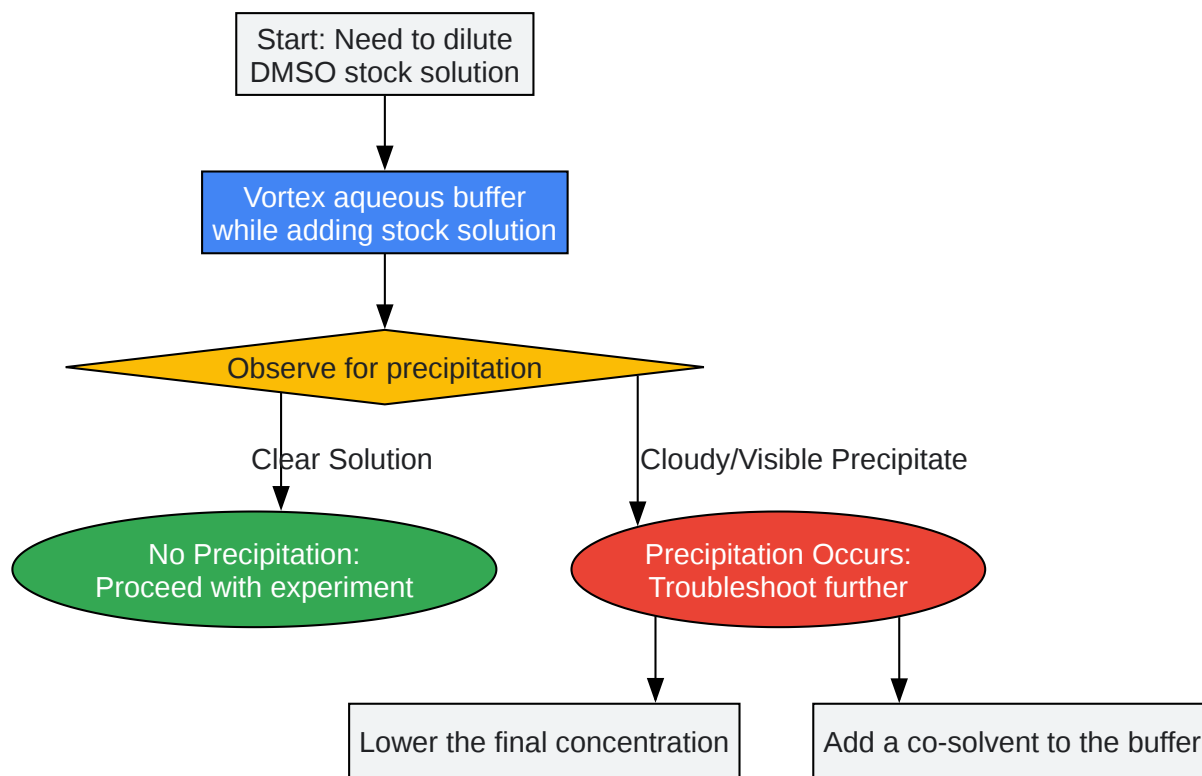 Start: Need to dilute
DMSO stock solution
Vortex aqueous buffer
while adding stock solution
Observe for precipitation
Clear Solution
Cloudy/Visible Precipitate
No Precipitation:
Proceed with experiment
Precipitation Occurs:
Troubleshoot further
Lower the final concentration
Add a co-solvent to the buffer